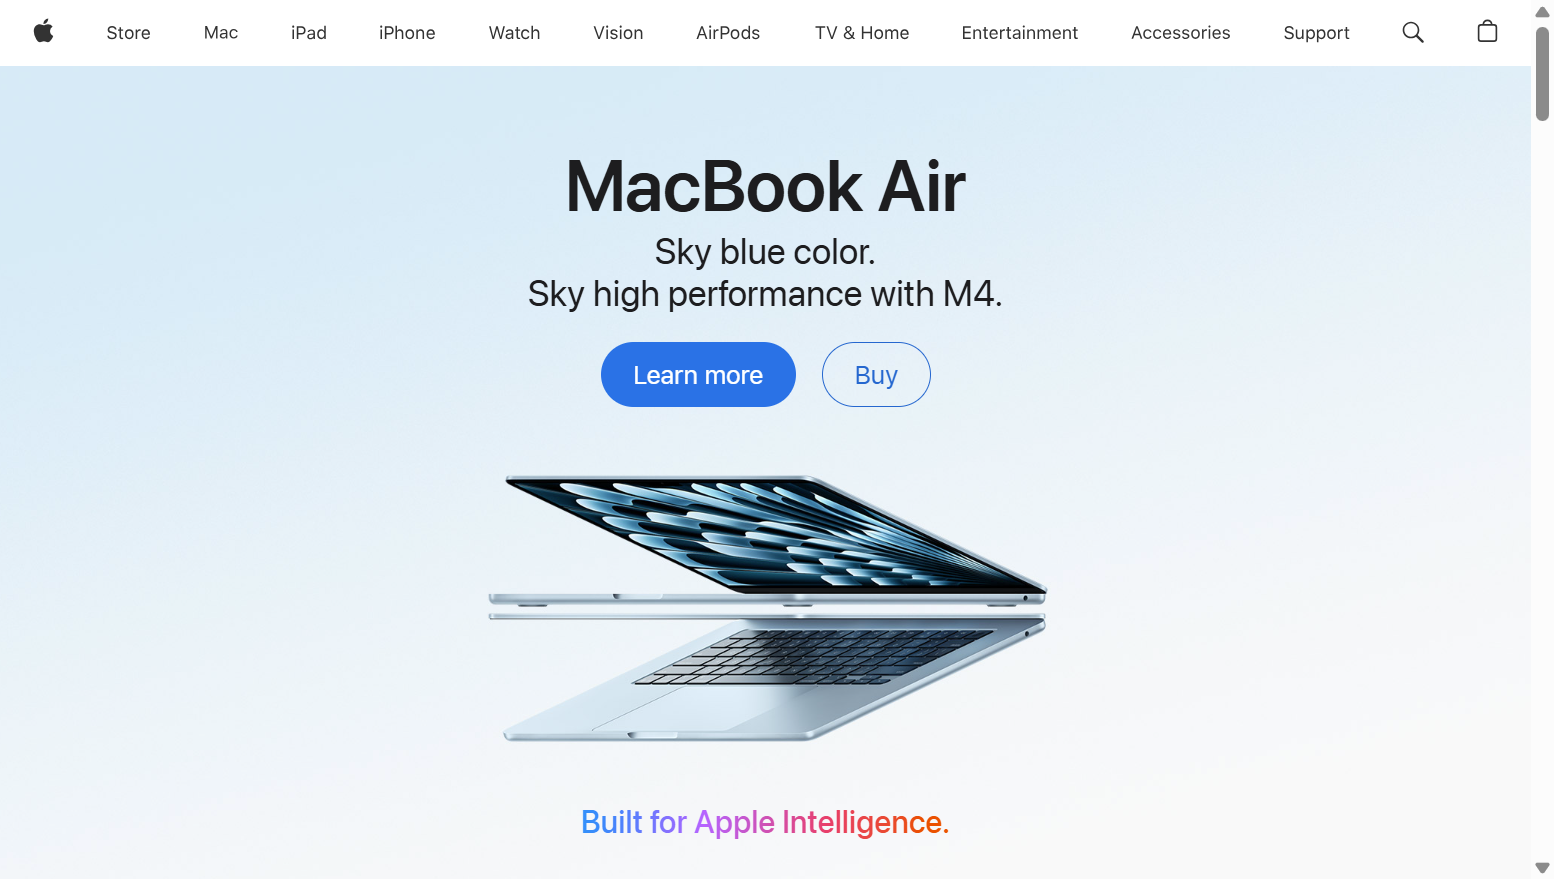 Store Mac iPad iPhone Watch Vision AirPods TV & Home Entertainment Accessories Support
MacBook Air
Sky blue color.
Sky high performance with M4.
Learn more Buy
Built for Apple Intelligence.